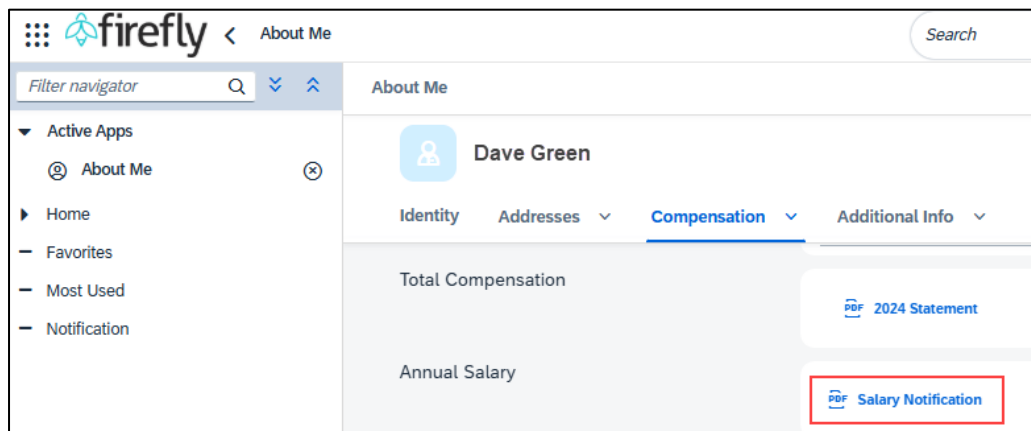 firefly
About Me
Search
Filter navigator
About Me
Active Apps
About Me
Home
Favorites
Most Used
Notification
Dave Green
Identity Addresses Compensation Additional Info
Total Compensation
PDF 2024 Statement
Annual Salary
PDF Salary Notification